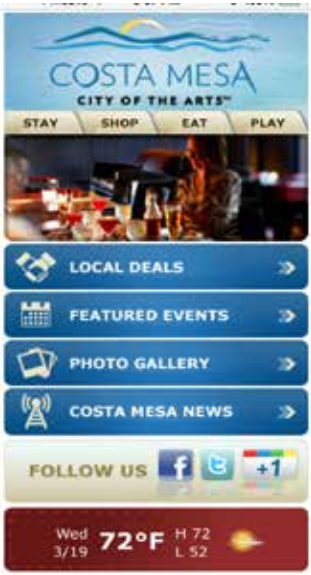 COSTA MESA
CITY OF THE ARTS™
STAY SHOP EAT PLAY
LOCAL DEALS
FEATURED EVENTS
PHOTO GALLERY
COSTA MESA NEWS
FOLLOW US f t +1
Wed 72°F H 72
3/19 L 52